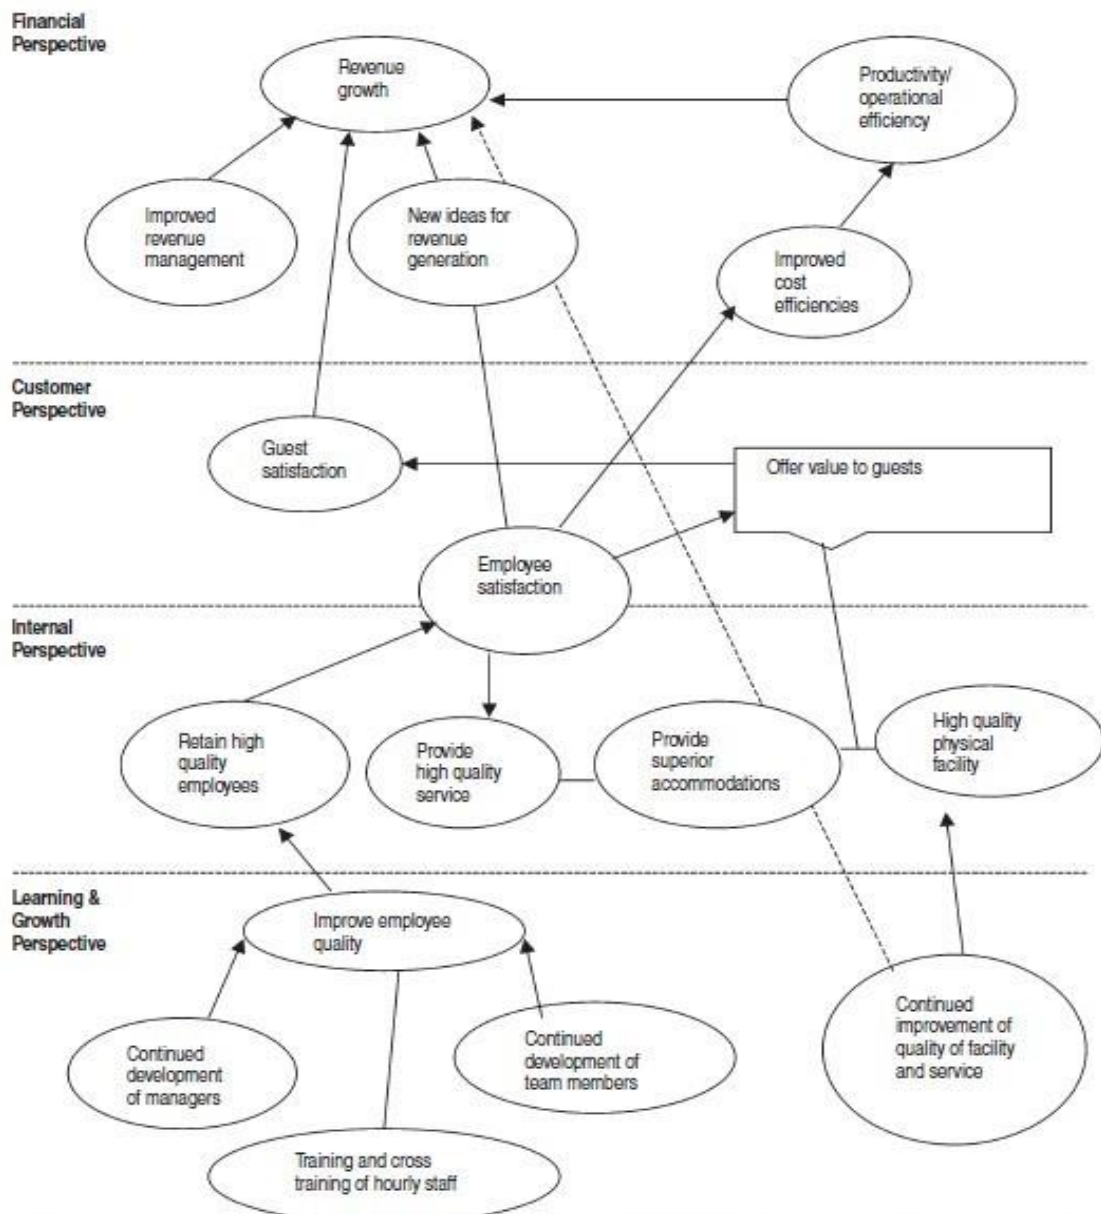 Financial
Perspective
Revenue
growth
Productivity/
operational
efficiency
Improved
revenue
management
New ideas for
revenue
generation
Improved
cost
efficiencies
Customer
Perspective
Guest
satisfaction
Offer value to guests
Employee
satisfaction
Internal
Perspective
Retain high
quality
employees
Provide
high quality
service
Provide
superior
accommodations
High quality
physical
facility
Learning &
Growth
Perspective
Improve employee
quality
Continued
development
of managers
Continued
development of
team members
Continued
improvement of
quality of facility
and service
Training and cross
training of hourly staff